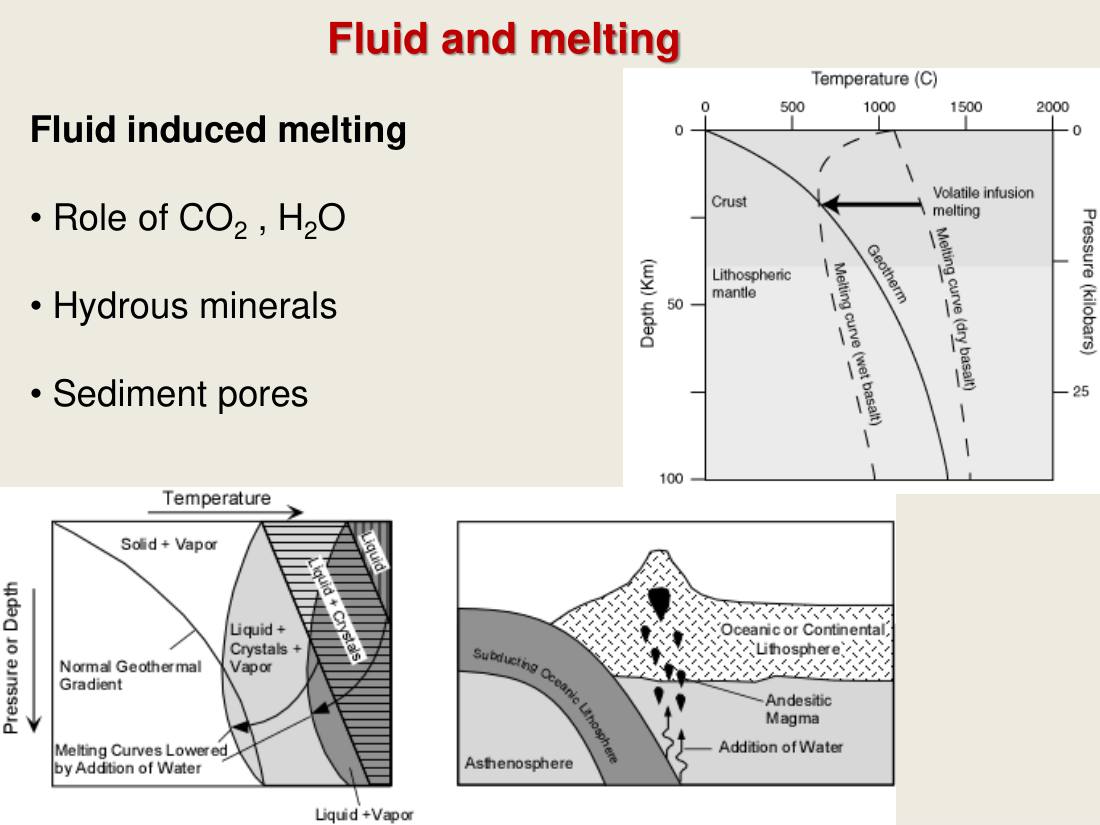 Fluid and melting
Fluid induced melting
• Role of CO2 , H2O
• Hydrous minerals
• Sediment pores
Temperature (C)
0 500 1000 1500 2000
0
50
100
Depth (Km)
0
25
Pressure (kilobars)
Crust
Lithospheric
mantle
Volatile infusion
melting
Geotherm
Melting curve (wet basalt)
Melting curve (dry basalt)
Temperature
Pressure or Depth
Solid + Vapor
Liquid
Liquid + Crystals
Liquid +
Crystals +
Vapor
Normal Geothermal
Gradient
Melting Curves Lowered
by Addition of Water
Liquid +Vapor
Oceanic or Continental
Lithosphere
Subducting Oceanic Lithosphere
Andesitic
Magma
Addition of Water
Asthenosphere